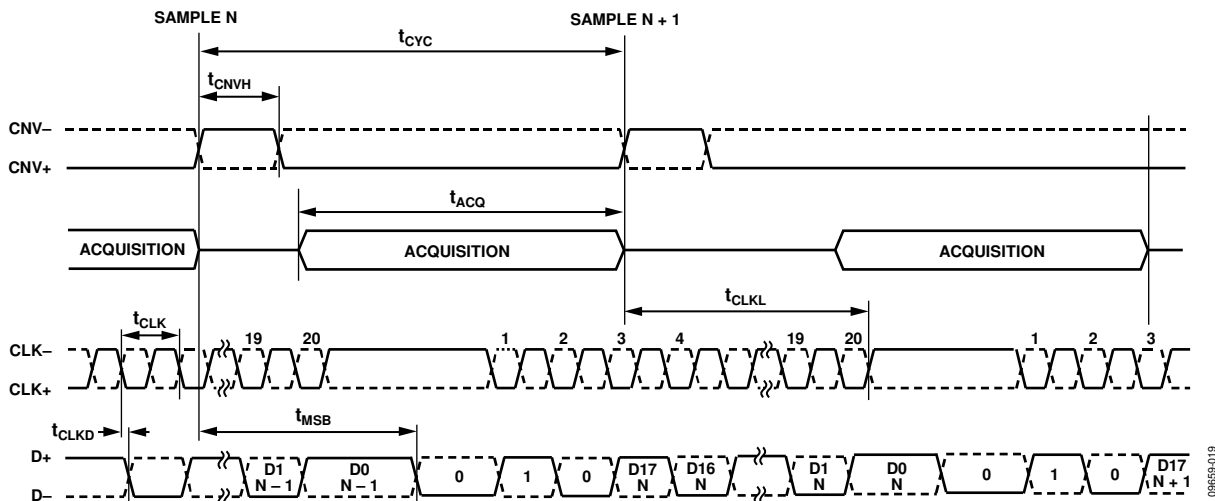 SAMPLE N SAMPLE N + 1
tCYC
tCNVH
CNV–
CNV+
tACQ
ACQUISITION ACQUISITION ACQUISITION
tCLK tCLKL
19 20 1 2 3 4 19 20 1 2 3
CLK–
CLK+
tCLKD tMSB
D+
D–
D1 N – 1 D0 N – 1 0 1 0 D17 N D16 N D1 N D0 N 0 1 0 D17 N + 1
09659-019